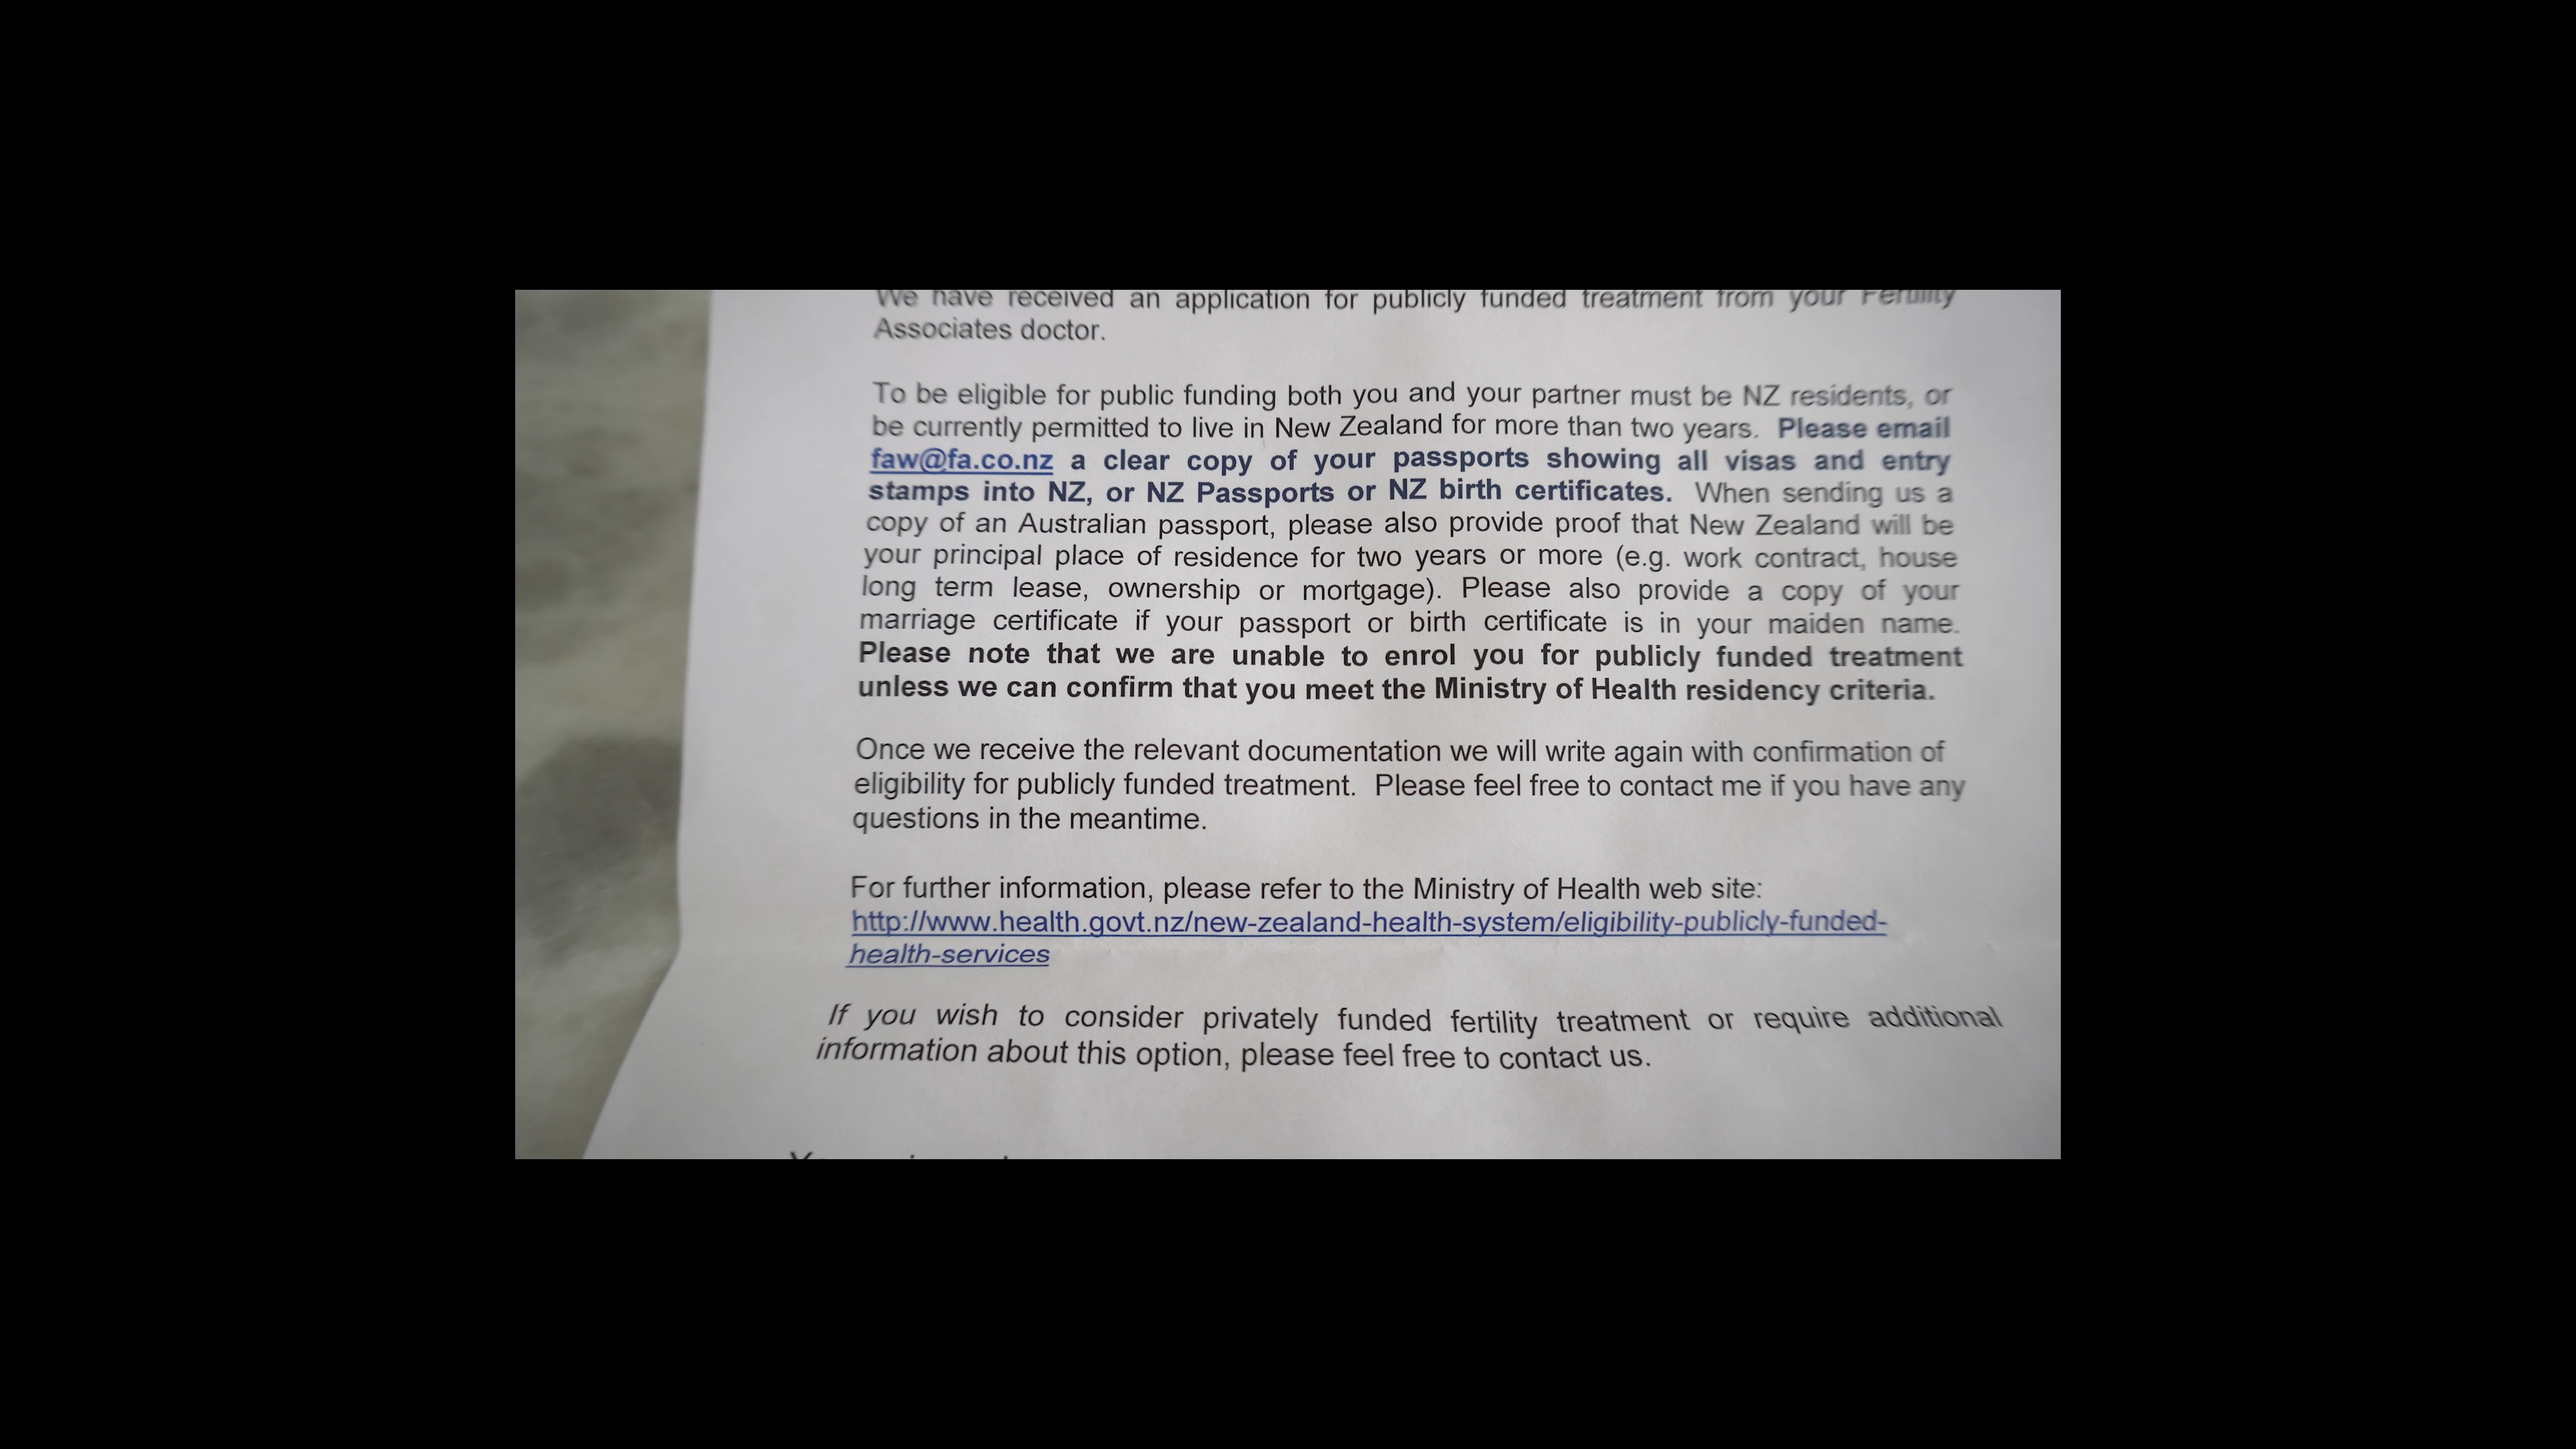 We have received an application for publicly funded treatment from your Fertility
Associates doctor.
To be eligible for public funding both you and your partner must be NZ residents, or
be currently permitted to live in New Zealand for more than two years. Please email
faw@fa.co.nz a clear copy of your passports showing all visas and entry
stamps into NZ, or NZ Passports or NZ birth certificates. When sending us a
copy of an Australian passport, please also provide proof that New Zealand will be
your principal place of residence for two years or more (e.g. work contract, house
long term lease, ownership or mortgage). Please also provide a copy of your
marriage certificate if your passport or birth certificate is in your maiden name.
Please note that we are unable to enrol you for publicly funded treatment
unless we can confirm that you meet the Ministry of Health residency criteria.
Once we receive the relevant documentation we will write again with confirmation of
eligibility for publicly funded treatment. Please feel free to contact me if you have any
questions in the meantime.
For further information, please refer to the Ministry of Health web site:
http://www.health.govt.nz/new-zealand-health-system/eligibility-publicly-funded-
health-services
If you wish to consider privately funded fertility treatment or require additional
information about this option, please feel free to contact us.